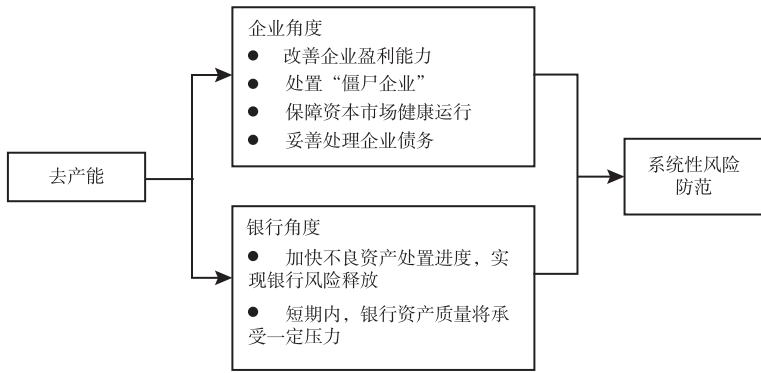 去产能
企业角度
● 改善企业盈利能力
● 处置“僵尸企业”
● 保障资本市场健康运行
● 妥善处理企业债务
银行角度
● 加快不良资产处置进度，实
现银行风险释放
● 短期内，银行资产质量将承
受一定压力
系统性风险
防范